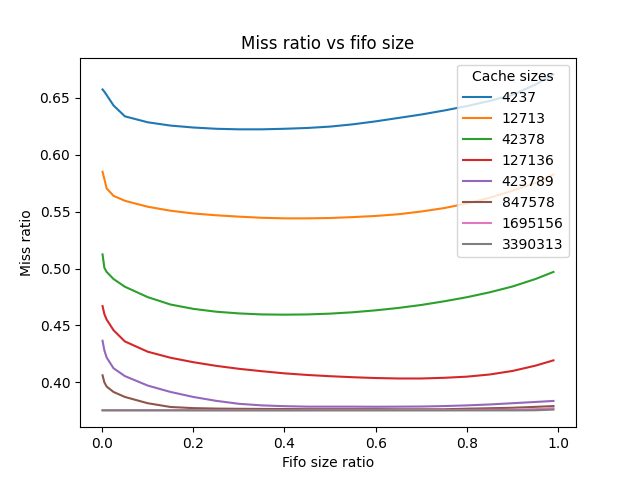 Miss ratio vs fifo size
Cache sizes
4237
12713
42378
127136
423789
847578
1695156
3390313
Miss ratio
0.65
0.60
0.55
0.50
0.45
0.40
0.0 0.2 0.4 0.6 0.8 1.0
Fifo size ratio